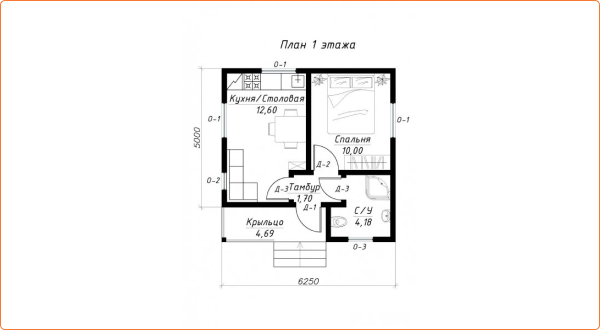 План 1 этажа
О-1
Кухня/Столовая
12,60
О-1
О-1
5000
Спальня
10,00
Д-2
О-2
Д-3
Тамбур
1,70
Д-3
Д-1
С/У
4,18
Крыльцо
4,69
О-3
6250